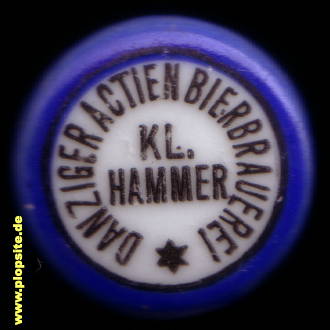 DANZIGER ACTIEN BIERBRAUEREI
KL.
HAMMER
www.plopsite.de